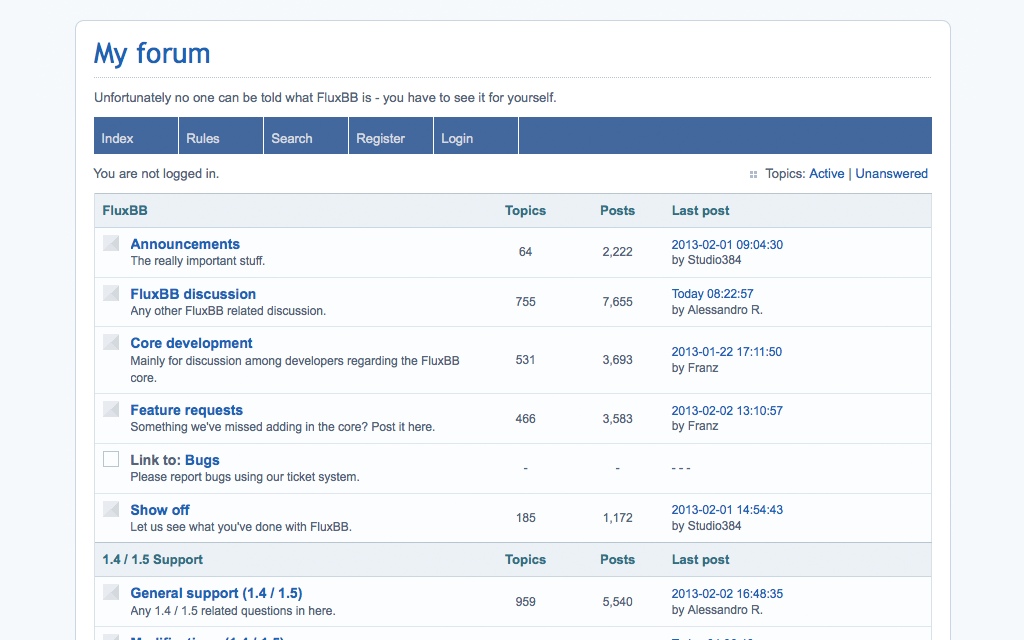 My forum
Unfortunately no one can be told what FluxBB is - you have to see it for yourself.
Index Rules Search Register Login
You are not logged in. Topics: Active | Unanswered
FluxBB Topics Posts Last post
Announcements
The really important stuff.
64 2,222
2013-02-01 09:04:30
by Studio384
FluxBB discussion
Any other FluxBB related discussion.
755 7,655
Today 08:22:57
by Alessandro R.
Core development
Mainly for discussion among developers regarding the FluxBB
core.
531 3,693
2013-01-22 17:11:50
by Franz
Feature requests
Something we've missed adding in the core? Post it here.
466 3,583
2013-02-02 13:10:57
by Franz
Link to: Bugs
Please report bugs using our ticket system.
- - - - -
Show off
Let us see what you've done with FluxBB.
185 1,172
2013-02-01 14:54:43
by Studio384
1.4 / 1.5 Support Topics Posts Last post
General support (1.4 / 1.5)
Any 1.4 / 1.5 related questions in here.
959 5,540
2013-02-02 16:48:35
by Alessandro R.